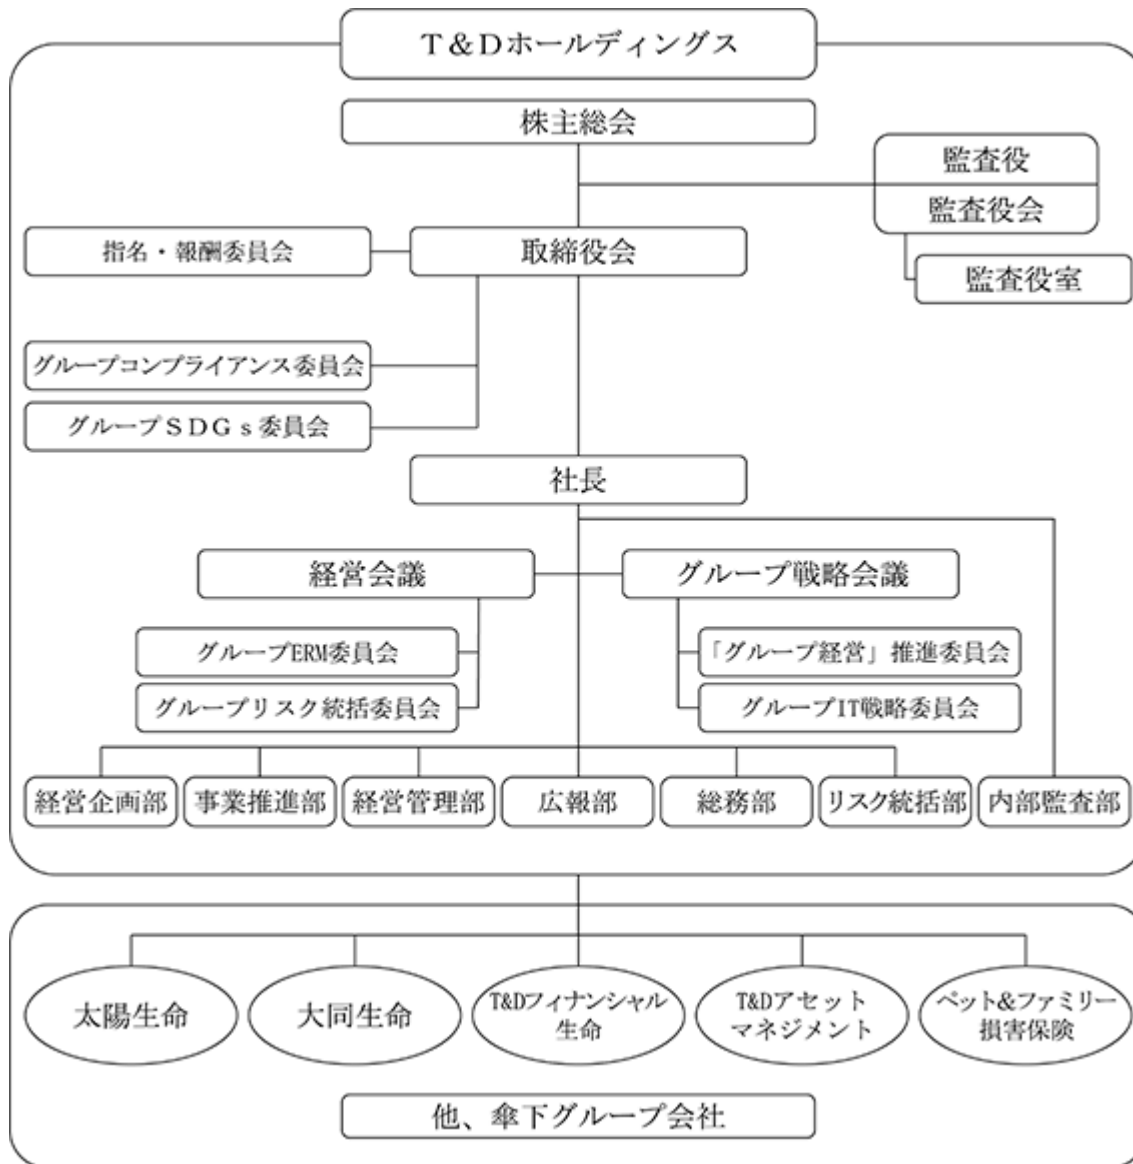 T&Dホールディングス
株主総会
監査役
監査役会
指名・報酬委員会
取締役会
監査役室
グループコンプライアンス委員会
グループSDGs委員会
社長
経営会議
グループ戦略会議
グループERM委員会
「グループ経営」推進委員会
グループリスク統括委員会
グループIT戦略委員会
経営企画部
事業推進部
経営管理部
広報部
総務部
リスク統括部
内部監査部
太陽生命
大同生命
T&Dフィナンシャル
生命
T&Dアセット
マネジメント
ペット&ファミリー
損害保険
他、傘下グループ会社